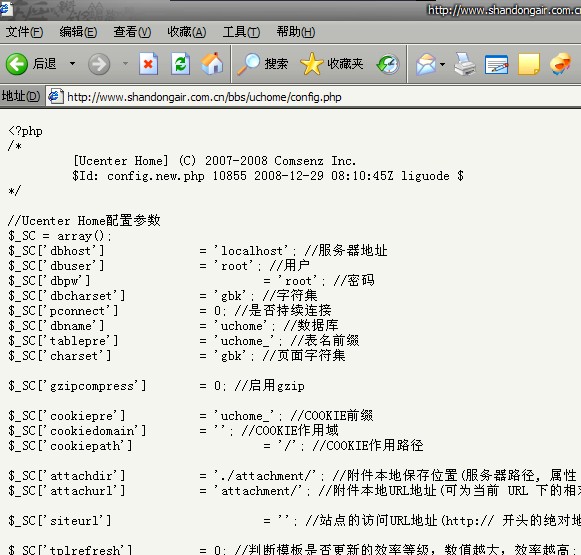 http://www.shandongair.com.cn
文件(F) 编辑(E) 查看(V) 收藏(A) 工具(T) 帮助(H)
后退 搜索 收藏夹
地址(D) http://www.shandongair.com.cn/bbs/uchome/config.php
<?php
/*
[Ucenter Home] (C) 2007-2008 Comsenz Inc.
$Id: config.new.php 10855 2008-12-29 08:10:45Z liguode $
*/
//Ucenter Home配置参数
$_SC = array();
$_SC['dbhost'] = 'localhost'; //服务器地址
$_SC['dbuser'] = 'root'; //用户
$_SC['dbpw'] = 'root'; //密码
$_SC['dbcharset'] = 'gbk'; //字符集
$_SC['pconnect'] = 0; //是否持续连接
$_SC['dbname'] = 'uchome'; //数据库
$_SC['tablepre'] = 'uchome_'; //表名前缀
$_SC['charset'] = 'gbk'; //页面字符集
$_SC['gzipcompress'] = 0; //启用gzip
$_SC['cookiepre'] = 'uchome_'; //COOKIE前缀
$_SC['cookiedomain'] = ''; //COOKIE作用域
$_SC['cookiepath'] = '/'; //COOKIE作用路径
$_SC['attachdir'] = './attachment/'; //附件本地保存位置(服务器路径, 属性
$_SC['attachurl'] = 'attachment/'; //附件本地URL地址(可为当前 URL 下的相对
$_SC['siteurl'] = ''; //站点的访问URL地址(http:// 开头的绝对地
$_SC['tplrefresh'] = 0; //判断模板是否更新的效率等级，数值越大，效率越高;